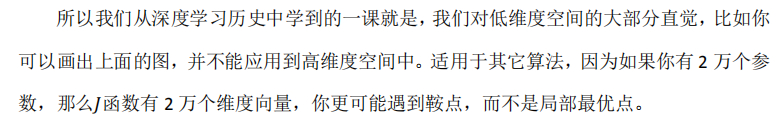 所以我们从深度学习历史中学到的一课就是，我们对低维度空间的大部分直觉，比如你
可以画出上面的图，并不能应用到高维度空间中。适用于其它算法，因为如果你有 2 万个参
数，那么J函数有 2 万个维度向量，你更可能遇到鞍点，而不是局部最优点。